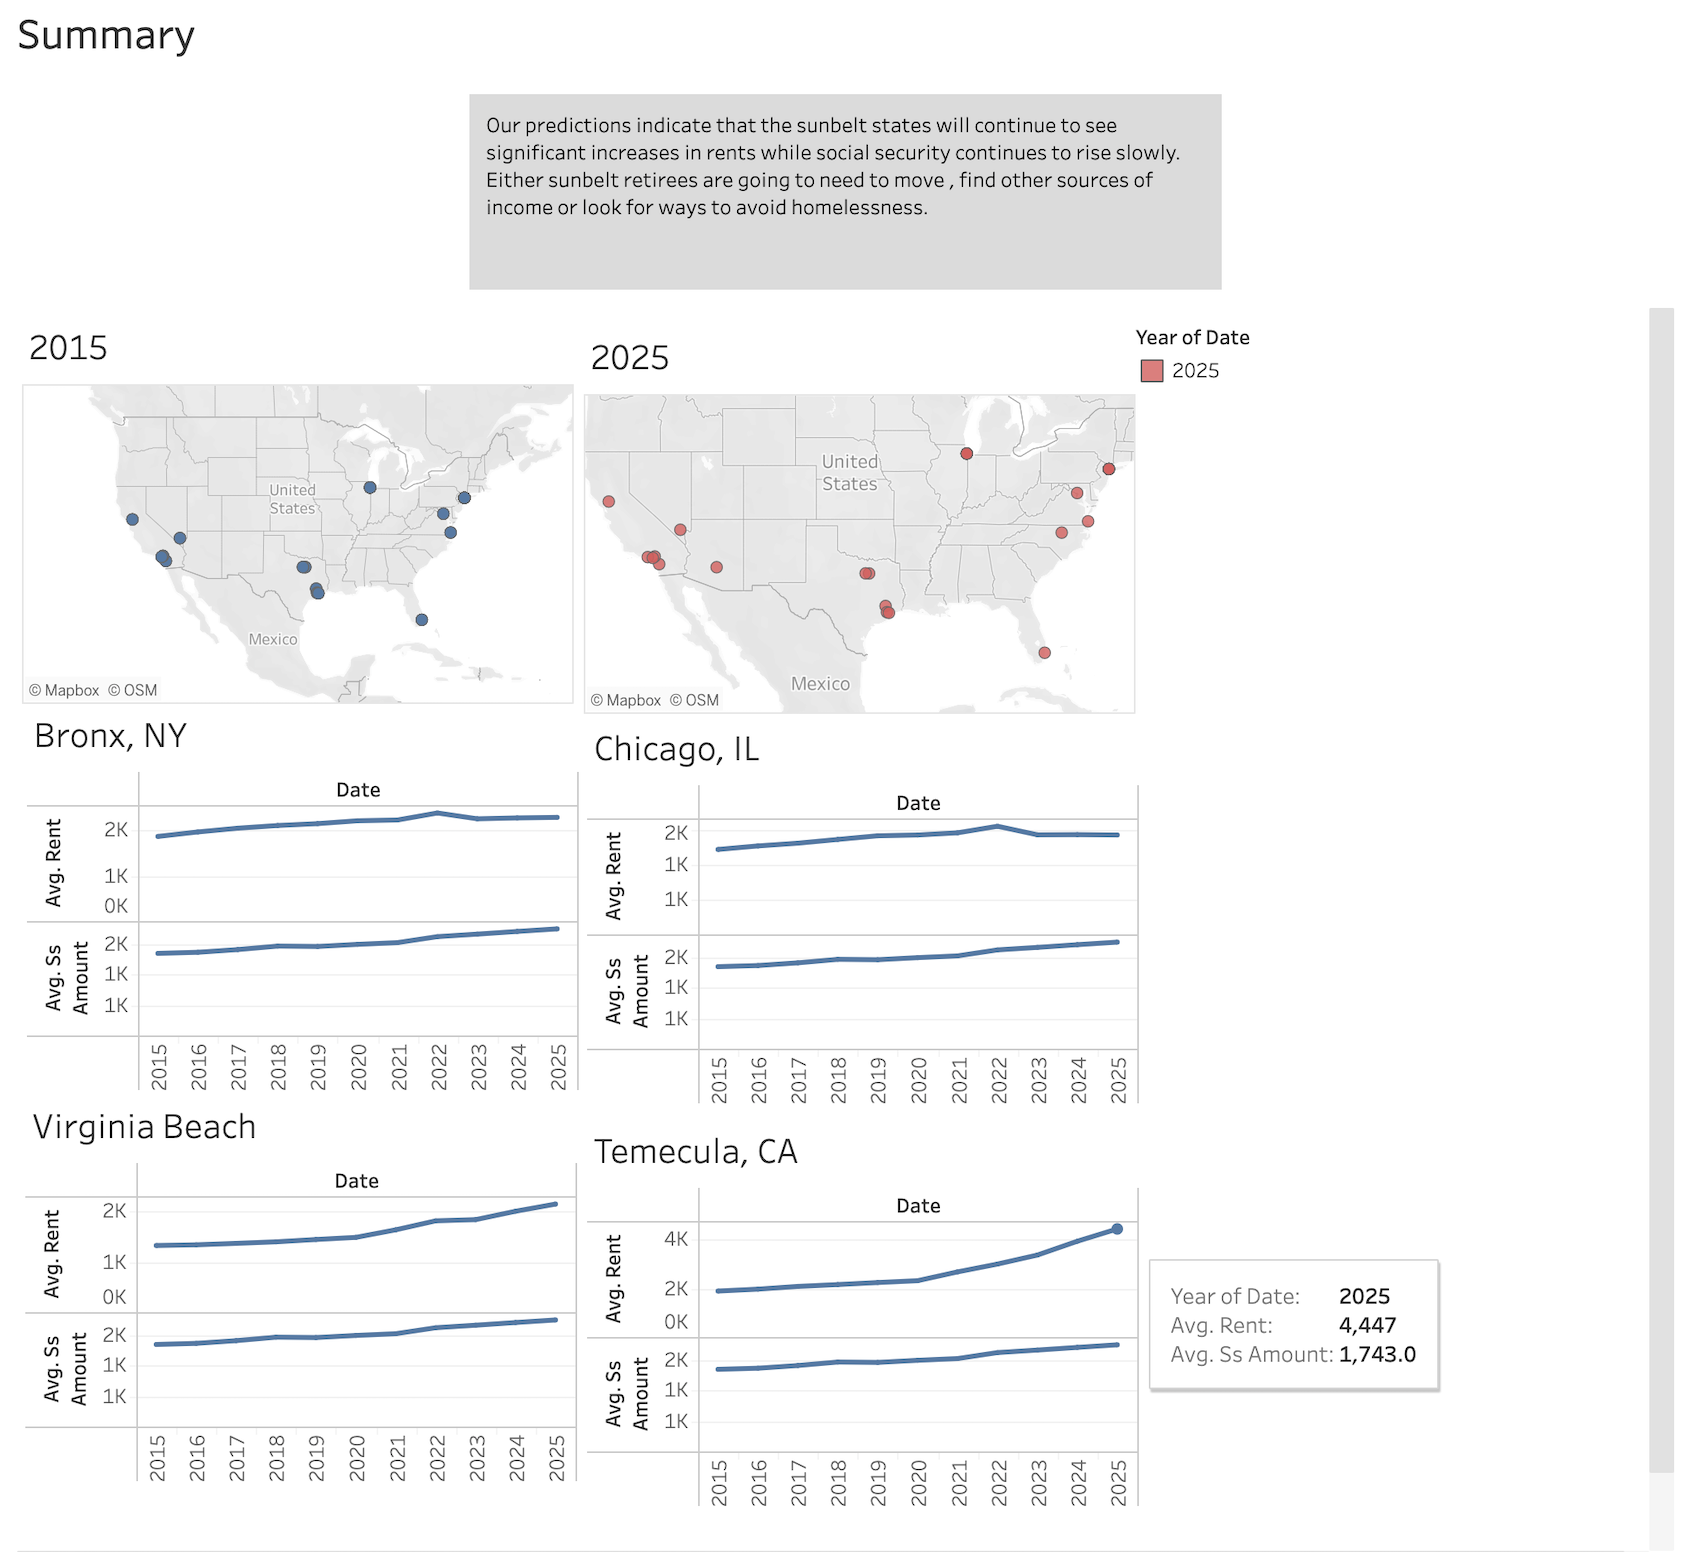 Summary
Our predictions indicate that the sunbelt states will continue to see
significant increases in rents while social security continues to rise slowly.
Either sunbelt retirees are going to need to move , find other sources of
income or look for ways to avoid homelessness.
2015
United
States
Mexico
© Mapbox © OSM
2025
United
States
Mexico
© Mapbox © OSM
Year of Date
2025
Bronx, NY
Date
Avg. Rent
2K
1K
0K
Avg. Ss
Amount
2K
1K
1K
2015
2016
2017
2018
2019
2020
2021
2022
2023
2024
2025
Chicago, IL
Date
Avg. Rent
2K
1K
1K
Avg. Ss
Amount
2K
1K
1K
2015
2016
2017
2018
2019
2020
2021
2022
2023
2024
2025
Virginia Beach
Date
Avg. Rent
2K
1K
0K
Avg. Ss
Amount
2K
1K
1K
2015
2016
2017
2018
2019
2020
2021
2022
2023
2024
2025
Temecula, CA
Date
Avg. Rent
4K
2K
0K
Avg. Ss
Amount
2K
1K
1K
2015
2016
2017
2018
2019
2020
2021
2022
2023
2024
2025
Year of Date: 2025
Avg. Rent: 4,447
Avg. Ss Amount: 1,743.0